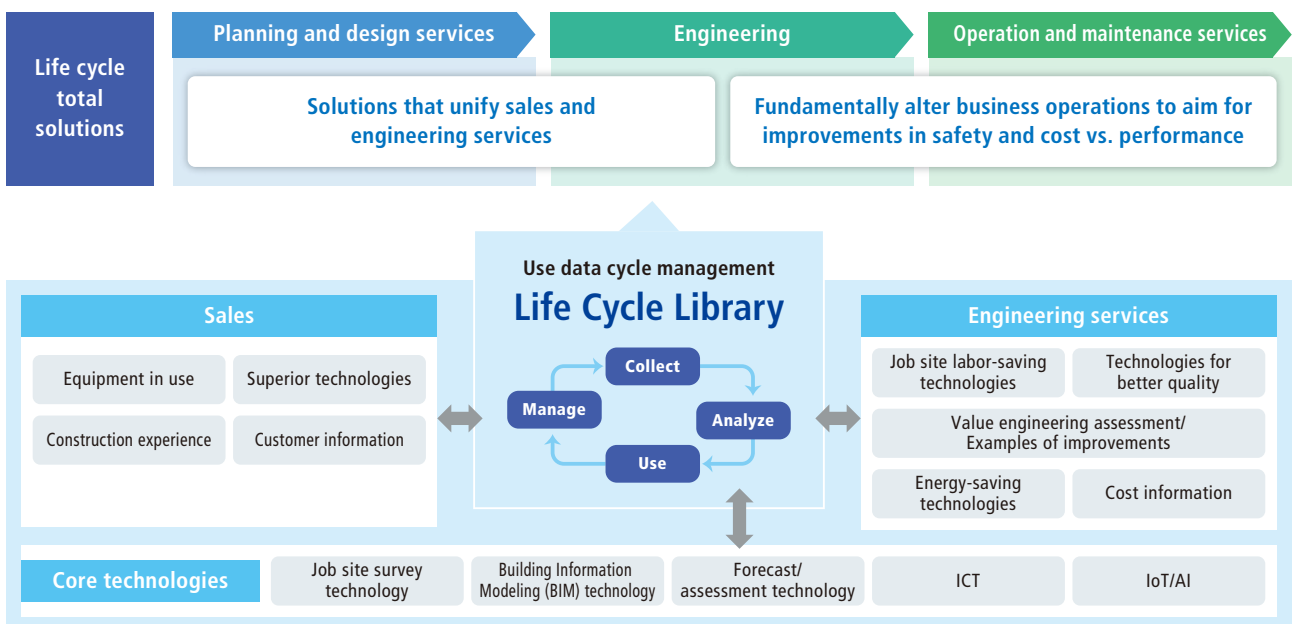 Life cycle
total
solutions
Planning and design services
Engineering
Operation and maintenance services
Solutions that unify sales and
engineering services
Fundamentally alter business operations to aim for
improvements in safety and cost vs. performance
Use data cycle management
Life Cycle Library
Collect
Manage
Analyze
Use
Sales
Equipment in use
Superior technologies
Construction experience
Customer information
Engineering services
Job site labor-saving
technologies
Technologies for
better quality
Value engineering assessment/
Examples of improvements
Energy-saving
technologies
Cost information
Core technologies
Job site survey
technology
Building Information
Modeling (BIM) technology
Forecast/
assessment technology
ICT
IoT/AI